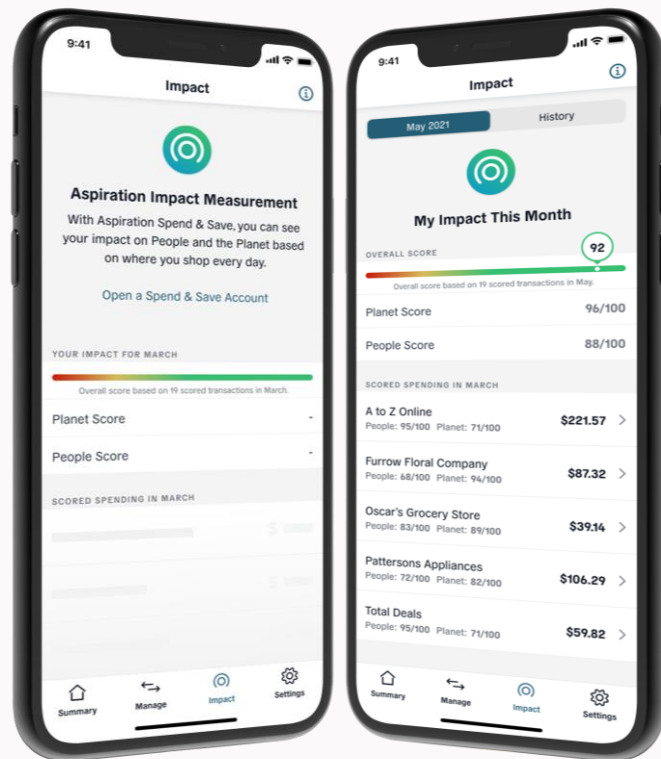 9:41
Impact
Aspiration Impact Measurement
With Aspiration Spend & Save, you can see
your impact on People and the Planet based
on where you shop every day.
Open a Spend & Save Account
YOUR IMPACT FOR MARCH
Overall score based on 19 scored transactions in March.
Planet Score -
People Score -
SCORED SPENDING IN MARCH
$
$
Summary
Manage
Impact
Settings
9:41
Impact
May 2021
History
My Impact This Month
OVERALL SCORE
92
Overall score based on 19 scored transactions in May.
Planet Score 96/100
People Score 88/100
SCORED SPENDING IN MARCH
A to Z Online
People: 95/100 Planet: 71/100
$221.57
Furrow Floral Company
People: 68/100 Planet: 94/100
$87.32
Oscar's Grocery Store
People: 83/100 Planet: 89/100
$39.14
Pattersons Appliances
People: 72/100 Planet: 82/100
$106.29
Total Deals
People: 95/100 Planet: 71/100
$59.82
Summary
Manage
Impact
Settings